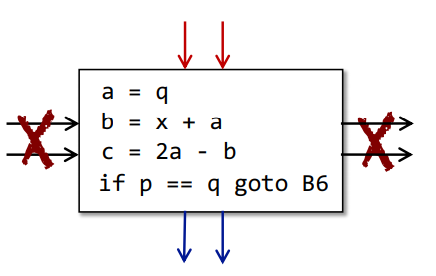 a = q
b = x + a
c = 2a - b
if p == q goto B6